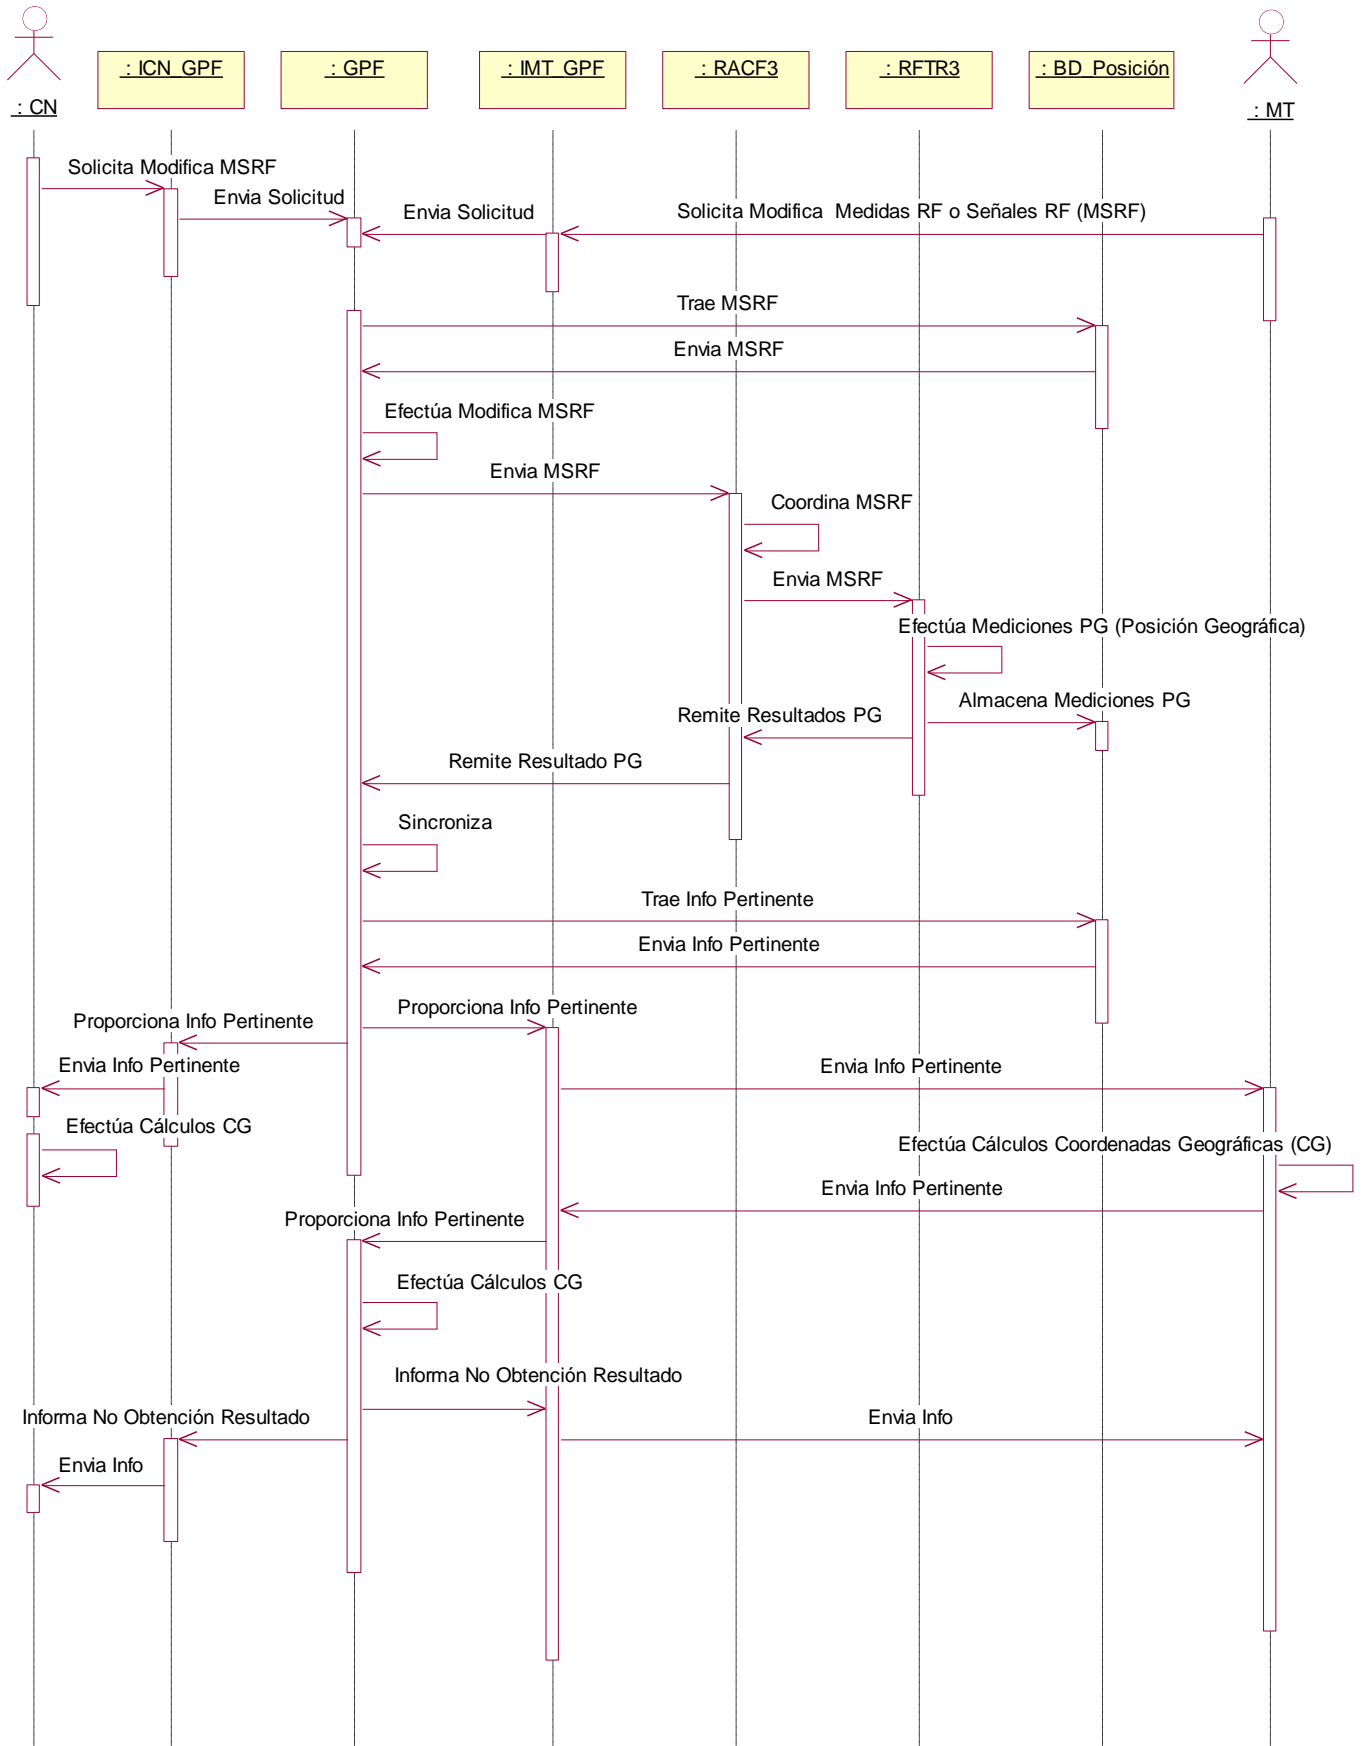 : CN
: ICN_GPF
: GPF
: IMT_GPF
: RACF3
: RFTR3
: BD_Posición
: MT
Solicita Modifica MSRF
Envia Solicitud
Envia Solicitud
Solicita Modifica Medidas RF o Señales RF (MSRF)
Trae MSRF
Envia MSRF
Efectúa Modifica MSRF
Envia MSRF
Coordina MSRF
Envia MSRF
Efectúa Mediciones PG (Posición Geográfica)
Almacena Mediciones PG
Remite Resultados PG
Remite Resultado PG
Sincroniza
Trae Info Pertinente
Envia Info Pertinente
Proporciona Info Pertinente
Proporciona Info Pertinente
Envia Info Pertinente
Envia Info Pertinente
Efectúa Cálculos CG
Efectúa Cálculos Coordenadas Geográficas (CG)
Envia Info Pertinente
Proporciona Info Pertinente
Efectúa Cálculos CG
Informa No Obtención Resultado
Informa No Obtención Resultado
Envia Info
Envia Info